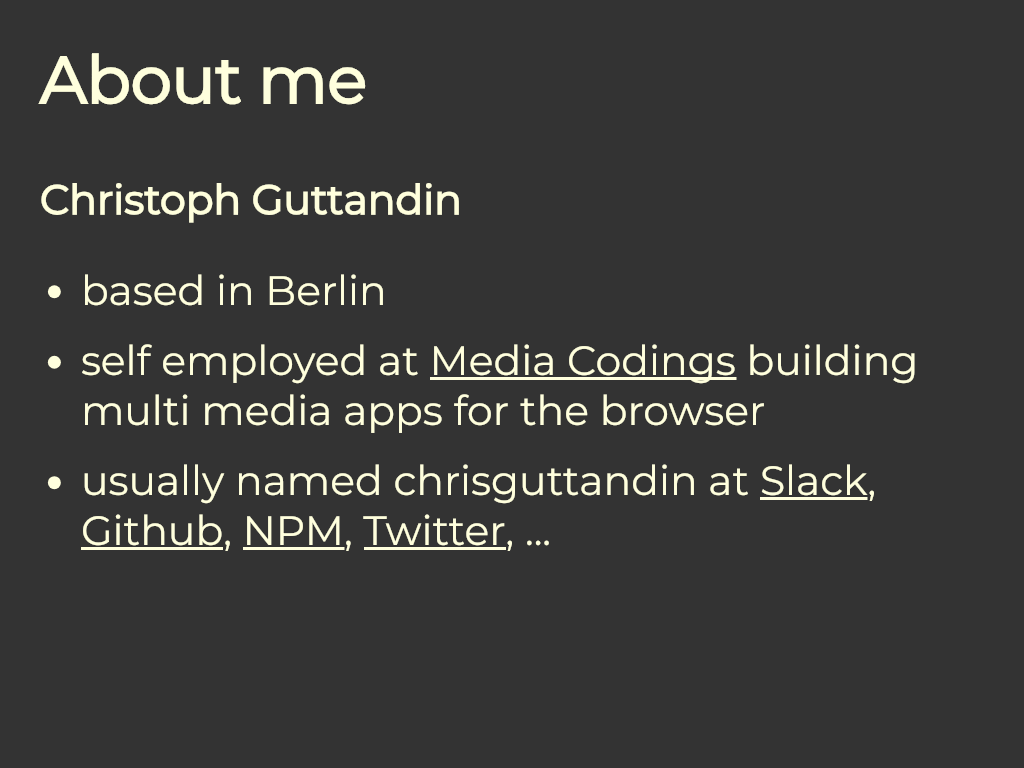 About me
Christoph Guttandin
• based in Berlin
• self employed at Media Codings building
multi media apps for the browser
• usually named chrisguttandin at Slack,
Github, NPM, Twitter, ...